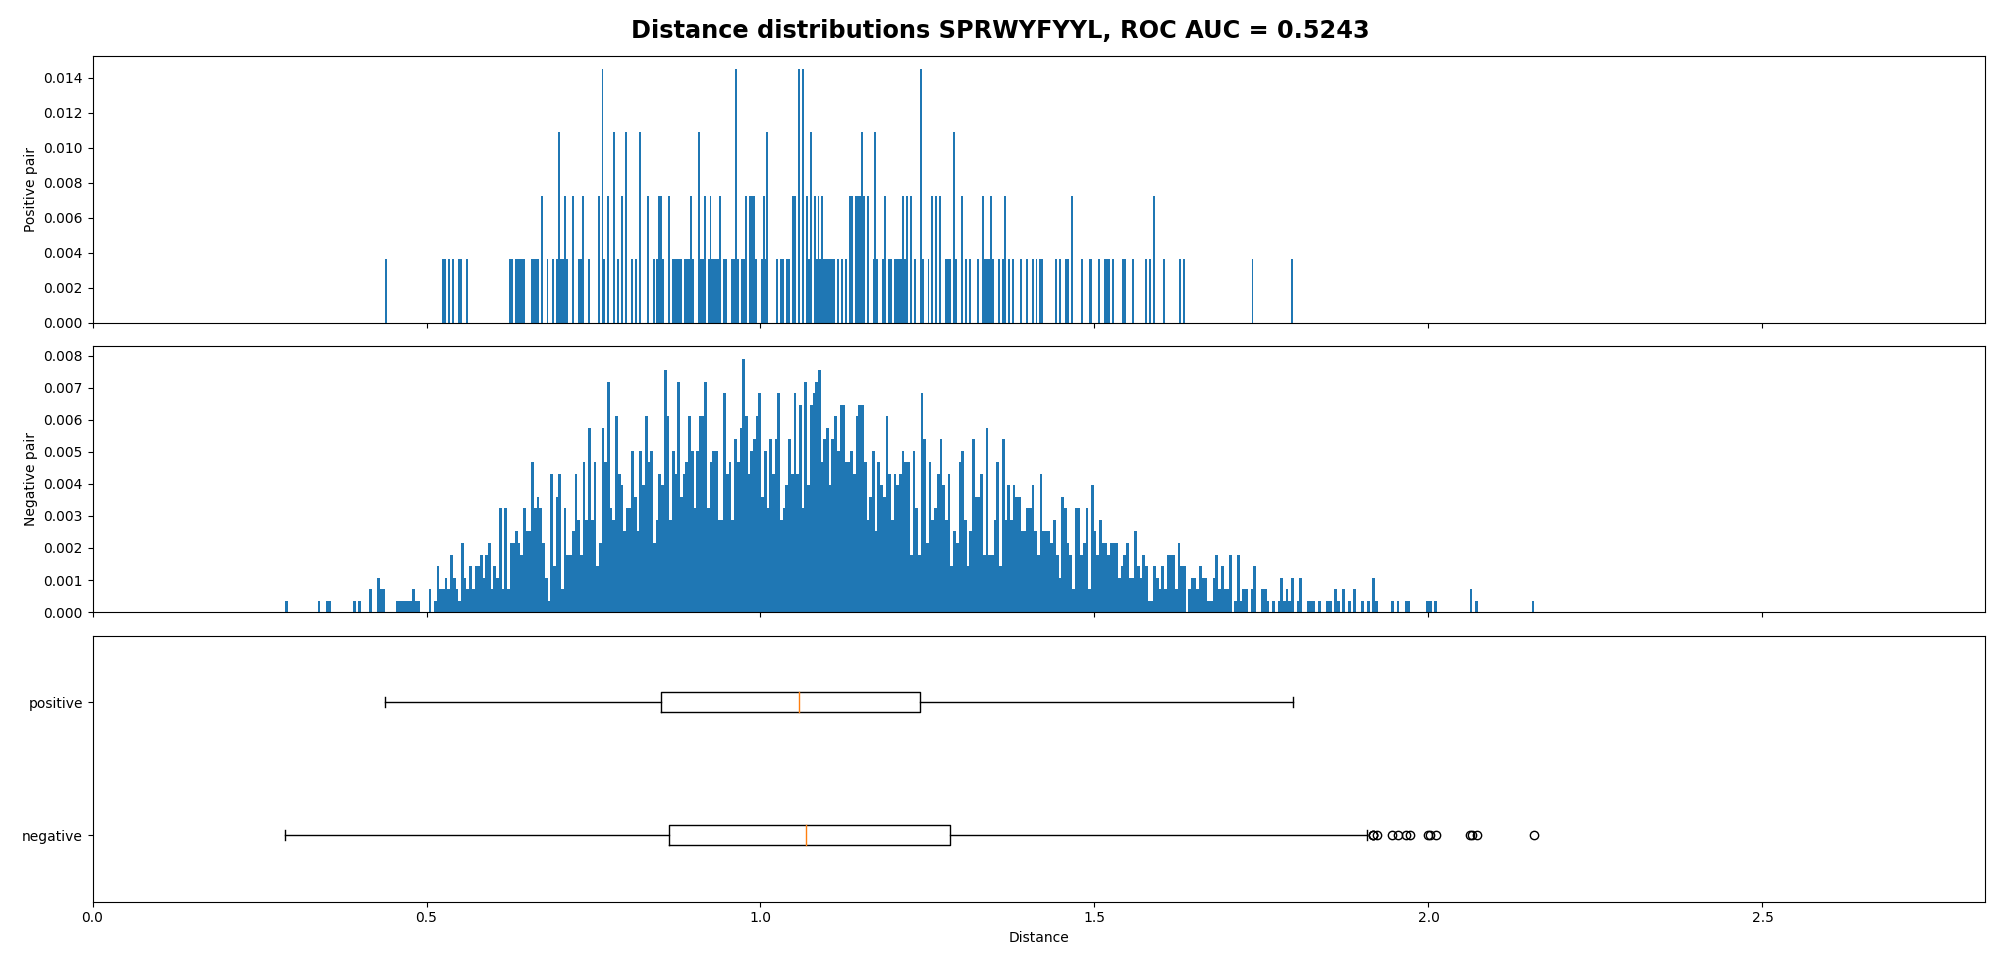 Distance distributions SPRWYFYYL, ROC AUC = 0.5243
0.014
0.012
0.010
0.008
0.006
0.004
0.002
0.000
Positive pair
0.008
0.007
0.006
0.005
0.004
0.003
0.002
0.001
0.000
Negative pair
positive
negative
0.0 0.5 1.0 1.5 2.0 2.5
Distance